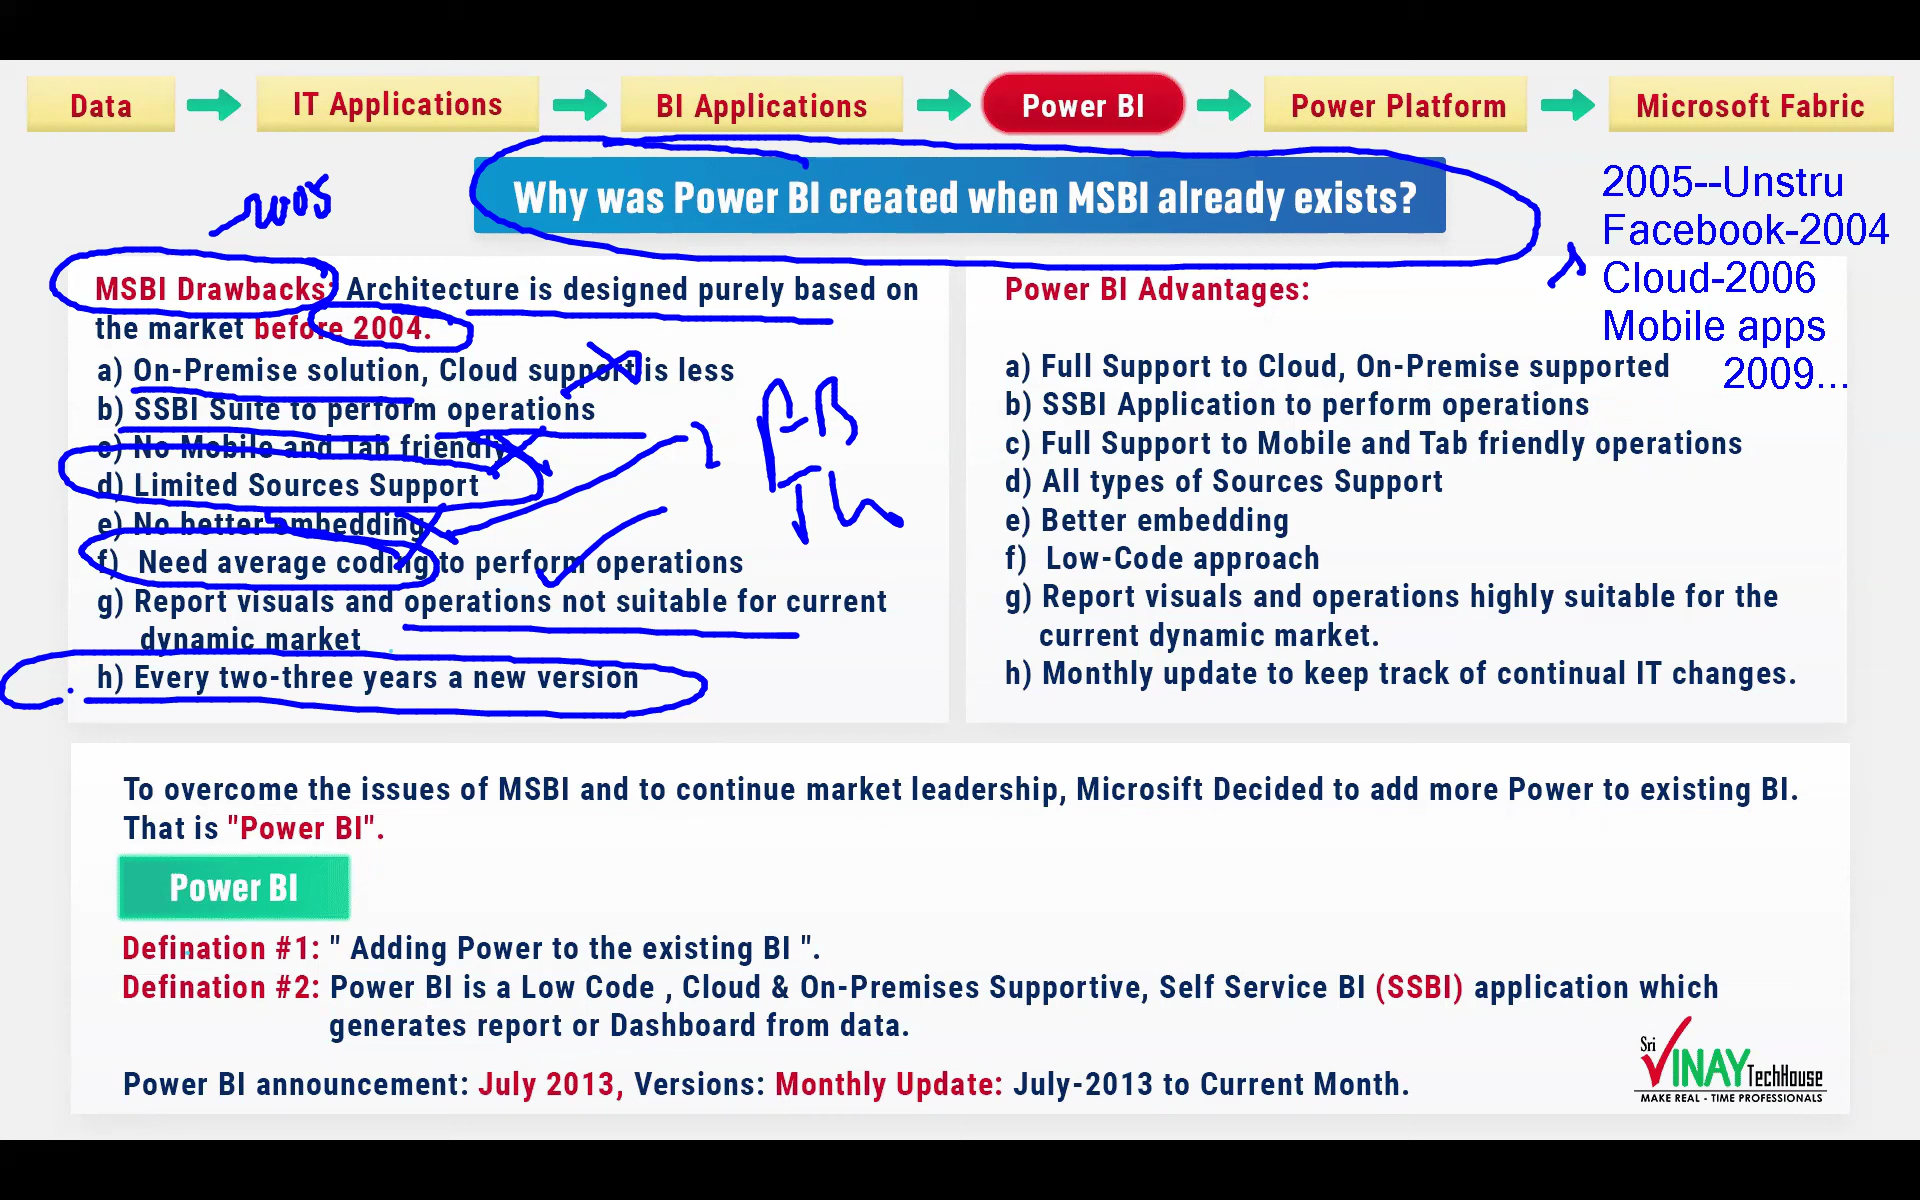 Data
IT Applications
BI Applications
Power BI
Power Platform
Microsoft Fabric
Why was Power BI created when MSBI already exists?
2005--Unstru
Facebook-2004
Cloud-2006
Mobile apps
2009...
2005
MSBI Drawbacks: Architecture is designed purely based on
the market before 2004.
a) On-Premise solution, Cloud support is less
b) SSBI Suite to perform operations
c) No Mobile and Tab friendly
d) Limited Sources Support
e) No better embedding
f) Need average coding to perform operations
g) Report visuals and operations not suitable for current
dynamic market
h) Every two-three years a new version
Power BI Advantages:
a) Full Support to Cloud, On-Premise supported
b) SSBI Application to perform operations
c) Full Support to Mobile and Tab friendly operations
d) All types of Sources Support
e) Better embedding
f) Low-Code approach
g) Report visuals and operations highly suitable for the
current dynamic market.
h) Monthly update to keep track of continual IT changes.
To overcome the issues of MSBI and to continue market leadership, Microsift Decided to add more Power to existing BI.
That is "Power BI".
Power BI
Defination #1: " Adding Power to the existing BI ".
Defination #2: Power BI is a Low Code , Cloud & On-Premises Supportive, Self Service BI (SSBI) application which
generates report or Dashboard from data.
Power BI announcement: July 2013, Versions: Monthly Update: July-2013 to Current Month.
Sri
VINAY TechHouse
MAKE REAL - TIME PROFESSIONALS